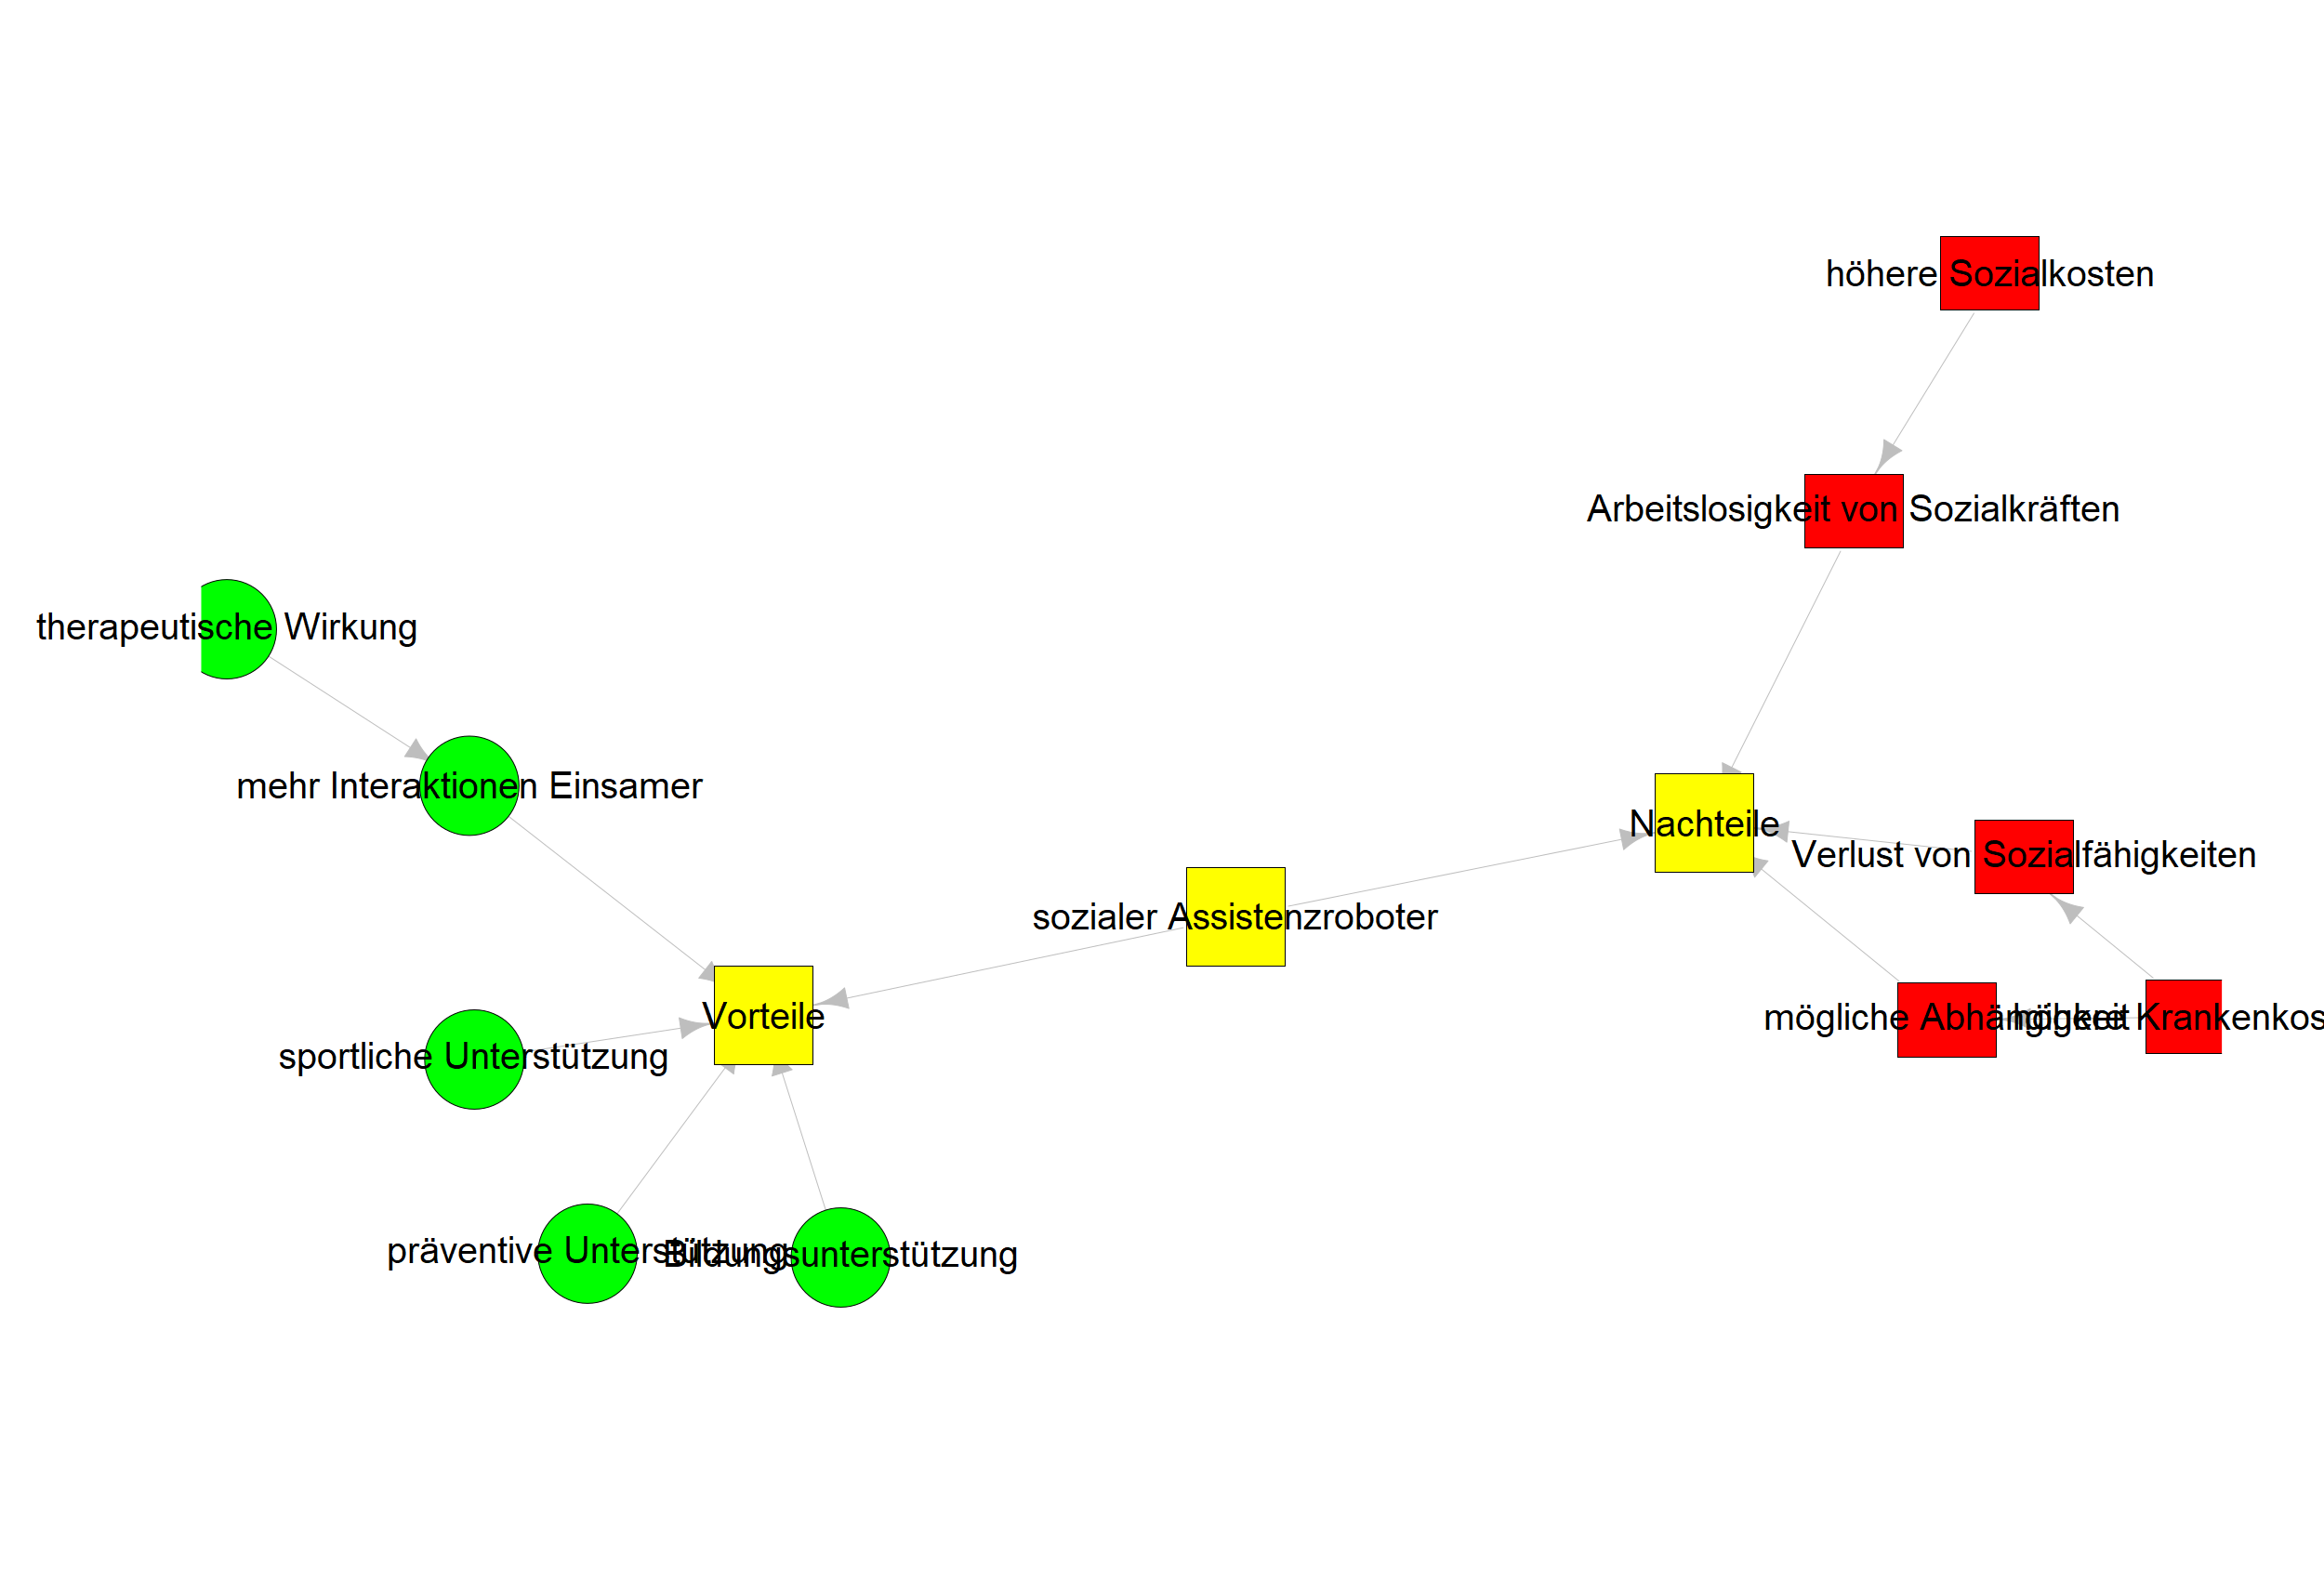 höhere Sozialkosten
Arbeitslosigkeit von Sozialkräften
therapeutische Wirkung
mehr Interaktionen Einsamer
Nachteile
Verlust von Sozialfähigkeiten
sozialer Assistenzroboter
Vorteile
mögliche Abhängigkeit
höhere Krankenkos
sportliche Unterstützung
präventive Unterstützung
Bildungsunterstützung